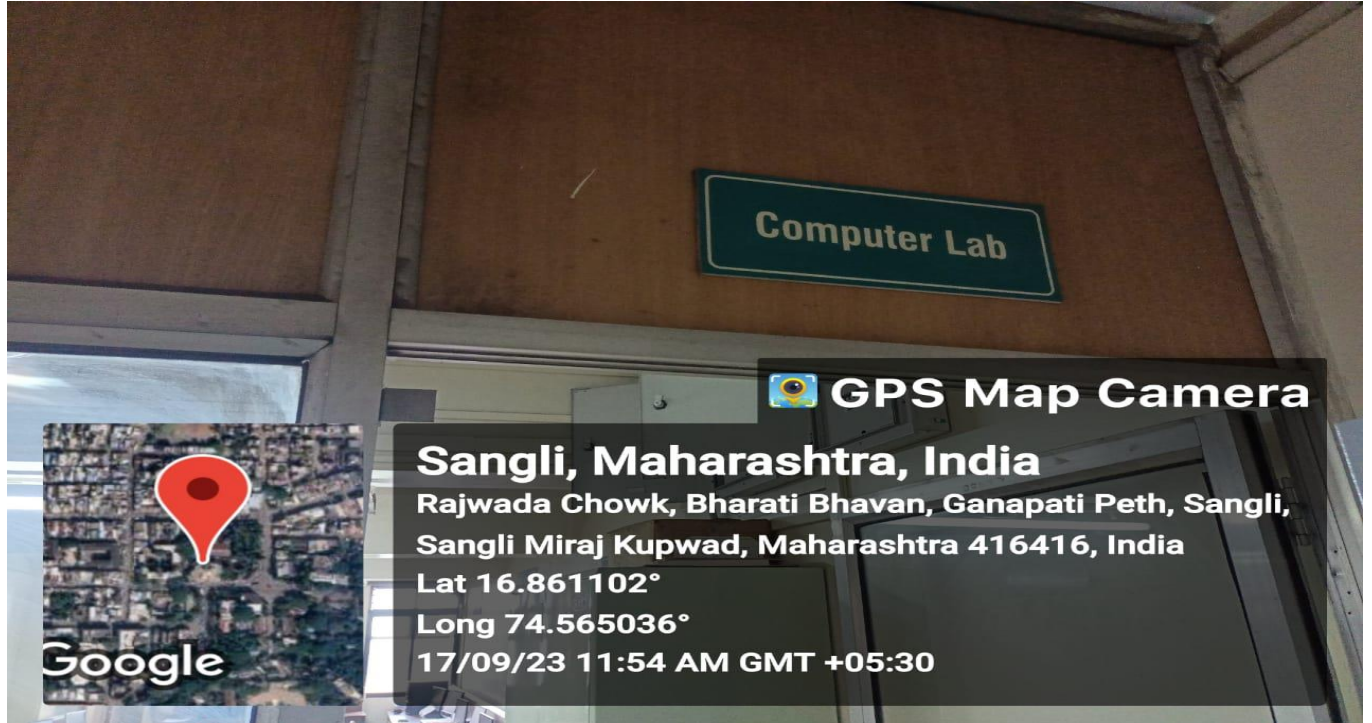 Computer Lab
GPS Map Camera
Sangli, Maharashtra, India
Rajwada Chowk, Bharati Bhavan, Ganapati Peth, Sangli,
Sangli Miraj Kupwad, Maharashtra 416416, India
Lat 16.861102°
Long 74.565036°
17/09/23 11:54 AM GMT +05:30
Google